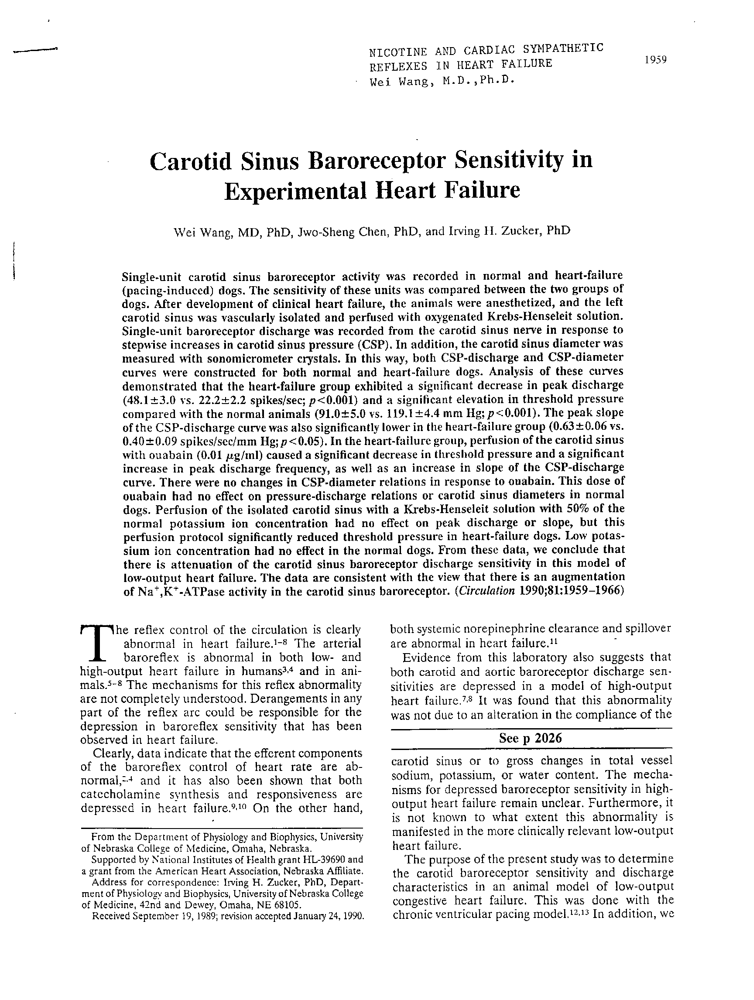 NICOTINE AND CARDIAC SYMPATHETIC
REFLEXES IN HEART FAILURE
Wei Wang, M.D.,Ph.D.
1959
Carotid Sinus Baroreceptor Sensitivity in
Experimental Heart Failure
Wei Wang, MD, PhD, Jwo-Sheng Chen, PhD, and Irving H. Zucker, PhD
Single-unit carotid sinus baroreceptor activity was recorded in normal and heart-failure
(pacing-induced) dogs. The sensitivity of these units was compared between the two groups of
dogs. After development of clinical heart failure, the animals were anesthetized, and the left
carotid sinus was vascularly isolated and perfused with oxygenated Krebs-Henseleit solution.
Single-unit baroreceptor discharge was recorded from the carotid sinus nerve in response to
stepwise increases in carotid sinus pressure (CSP). In addition, the carotid sinus diameter was
measured with sonomicrometer crystals. In this way, both CSP-discharge and CSP-diameter
curves were constructed for both normal and heart-failure dogs. Analysis of these curves
demonstrated that the heart-failure group exhibited a significant decrease in peak discharge
(48.1±3.0 vs. 22.2±2.2 spikes/sec; p<0.001) and a significant elevation in threshold pressure
compared with the normal animals (91.0±5.0 vs. 119.1±4.4 mm Hg; p<0.001). The peak slope
of the CSP-discharge curve was also significantly lower in the heart-failure group (0.63±0.06 vs.
0.40±0.09 spikes/sec/mm Hg; p<0.05). In the heart-failure group, perfusion of the carotid sinus
with ouabain (0.01 μg/ml) caused a significant decrease in threshold pressure and a significant
increase in peak discharge frequency, as well as an increase in slope of the CSP-discharge
curve. There were no changes in CSP-diameter relations in response to ouabain. This dose of
ouabain had no effect on pressure-discharge relations or carotid sinus diameters in normal
dogs. Perfusion of the isolated carotid sinus with a Krebs-Henseleit solution with 50% of the
normal potassium ion concentration had no effect on peak discharge or slope, but this
perfusion protocol significantly reduced threshold pressure in heart-failure dogs. Low potas-
sium ion concentration had no effect in the normal dogs. From these data, we conclude that
there is attenuation of the carotid sinus baroreceptor discharge sensitivity in this model of
low-output heart failure. The data are consistent with the view that there is an augmentation
of Na⁺,K⁺-ATPase activity in the carotid sinus baroreceptor. (Circulation 1990;81:1959–1966)
The reflex control of the circulation is clearly
abnormal in heart failure.¹⁻⁸ The arterial
baroreflex is abnormal in both low- and
high-output heart failure in humans³,⁴ and in ani-
mals.⁵⁻⁸ The mechanisms for this reflex abnormality
are not completely understood. Derangements in any
part of the reflex arc could be responsible for the
depression in baroreflex sensitivity that has been
observed in heart failure.
Clearly, data indicate that the efferent components
of the baroreflex control of heart rate are ab-
normal,²,⁴ and it has also been shown that both
catecholamine synthesis and responsiveness are
depressed in heart failure.⁹,¹⁰ On the other hand,
From the Department of Physiology and Biophysics, University
of Nebraska College of Medicine, Omaha, Nebraska.
Supported by National Institutes of Health grant HL-39690 and
a grant from the American Heart Association, Nebraska Affiliate.
Address for correspondence: Irving H. Zucker, PhD, Depart-
ment of Physiology and Biophysics, University of Nebraska College
of Medicine, 42nd and Dewey, Omaha, NE 68105.
Received September 19, 1989; revision accepted January 24, 1990.
both systemic norepinephrine clearance and spillover
are abnormal in heart failure.¹¹
Evidence from this laboratory also suggests that
both carotid and aortic baroreceptor discharge sen-
sitivities are depressed in a model of high-output
heart failure.⁷,⁸ It was found that this abnormality
was not due to an alteration in the compliance of the
See p 2026
carotid sinus or to gross changes in total vessel
sodium, potassium, or water content. The mecha-
nisms for depressed baroreceptor sensitivity in high-
output heart failure remain unclear. Furthermore, it
is not known to what extent this abnormality is
manifested in the more clinically relevant low-output
heart failure.
The purpose of the present study was to determine
the carotid baroreceptor sensitivity and discharge
characteristics in an animal model of low-output
congestive heart failure. This was done with the
chronic ventricular pacing model.¹²,¹³ In addition, we